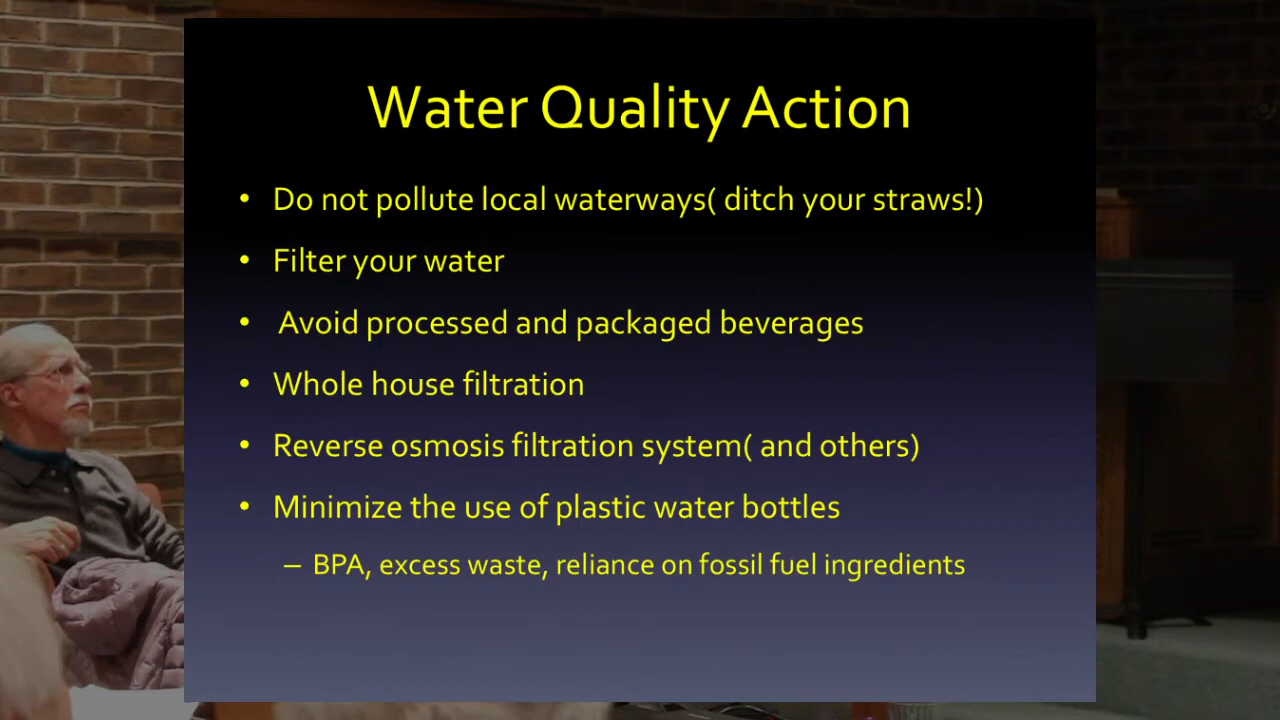 Water Quality Action
• Do not pollute local waterways( ditch your straws!)
• Filter your water
• Avoid processed and packaged beverages
• Whole house filtration
• Reverse osmosis filtration system( and others)
• Minimize the use of plastic water bottles
– BPA, excess waste, reliance on fossil fuel ingredients